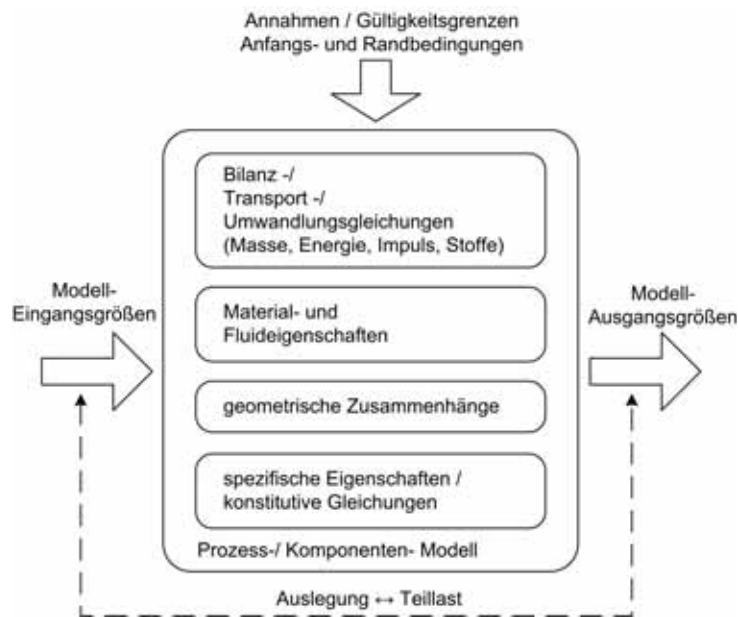 Annahmen / Gültigkeitsgrenzen
Anfangs- und Randbedingungen
Bilanz -/
Transport -/
Umwandlungsgleichungen
(Masse, Energie, Impuls, Stoffe)
Modell-
Eingangsgrößen
Material- und
Fluideigenschaften
Modell-
Ausgangsgrößen
geometrische Zusammenhänge
spezifische Eigenschaften /
konstitutive Gleichungen
Prozess-/ Komponenten- Modell
Auslegung ↔ Teillast